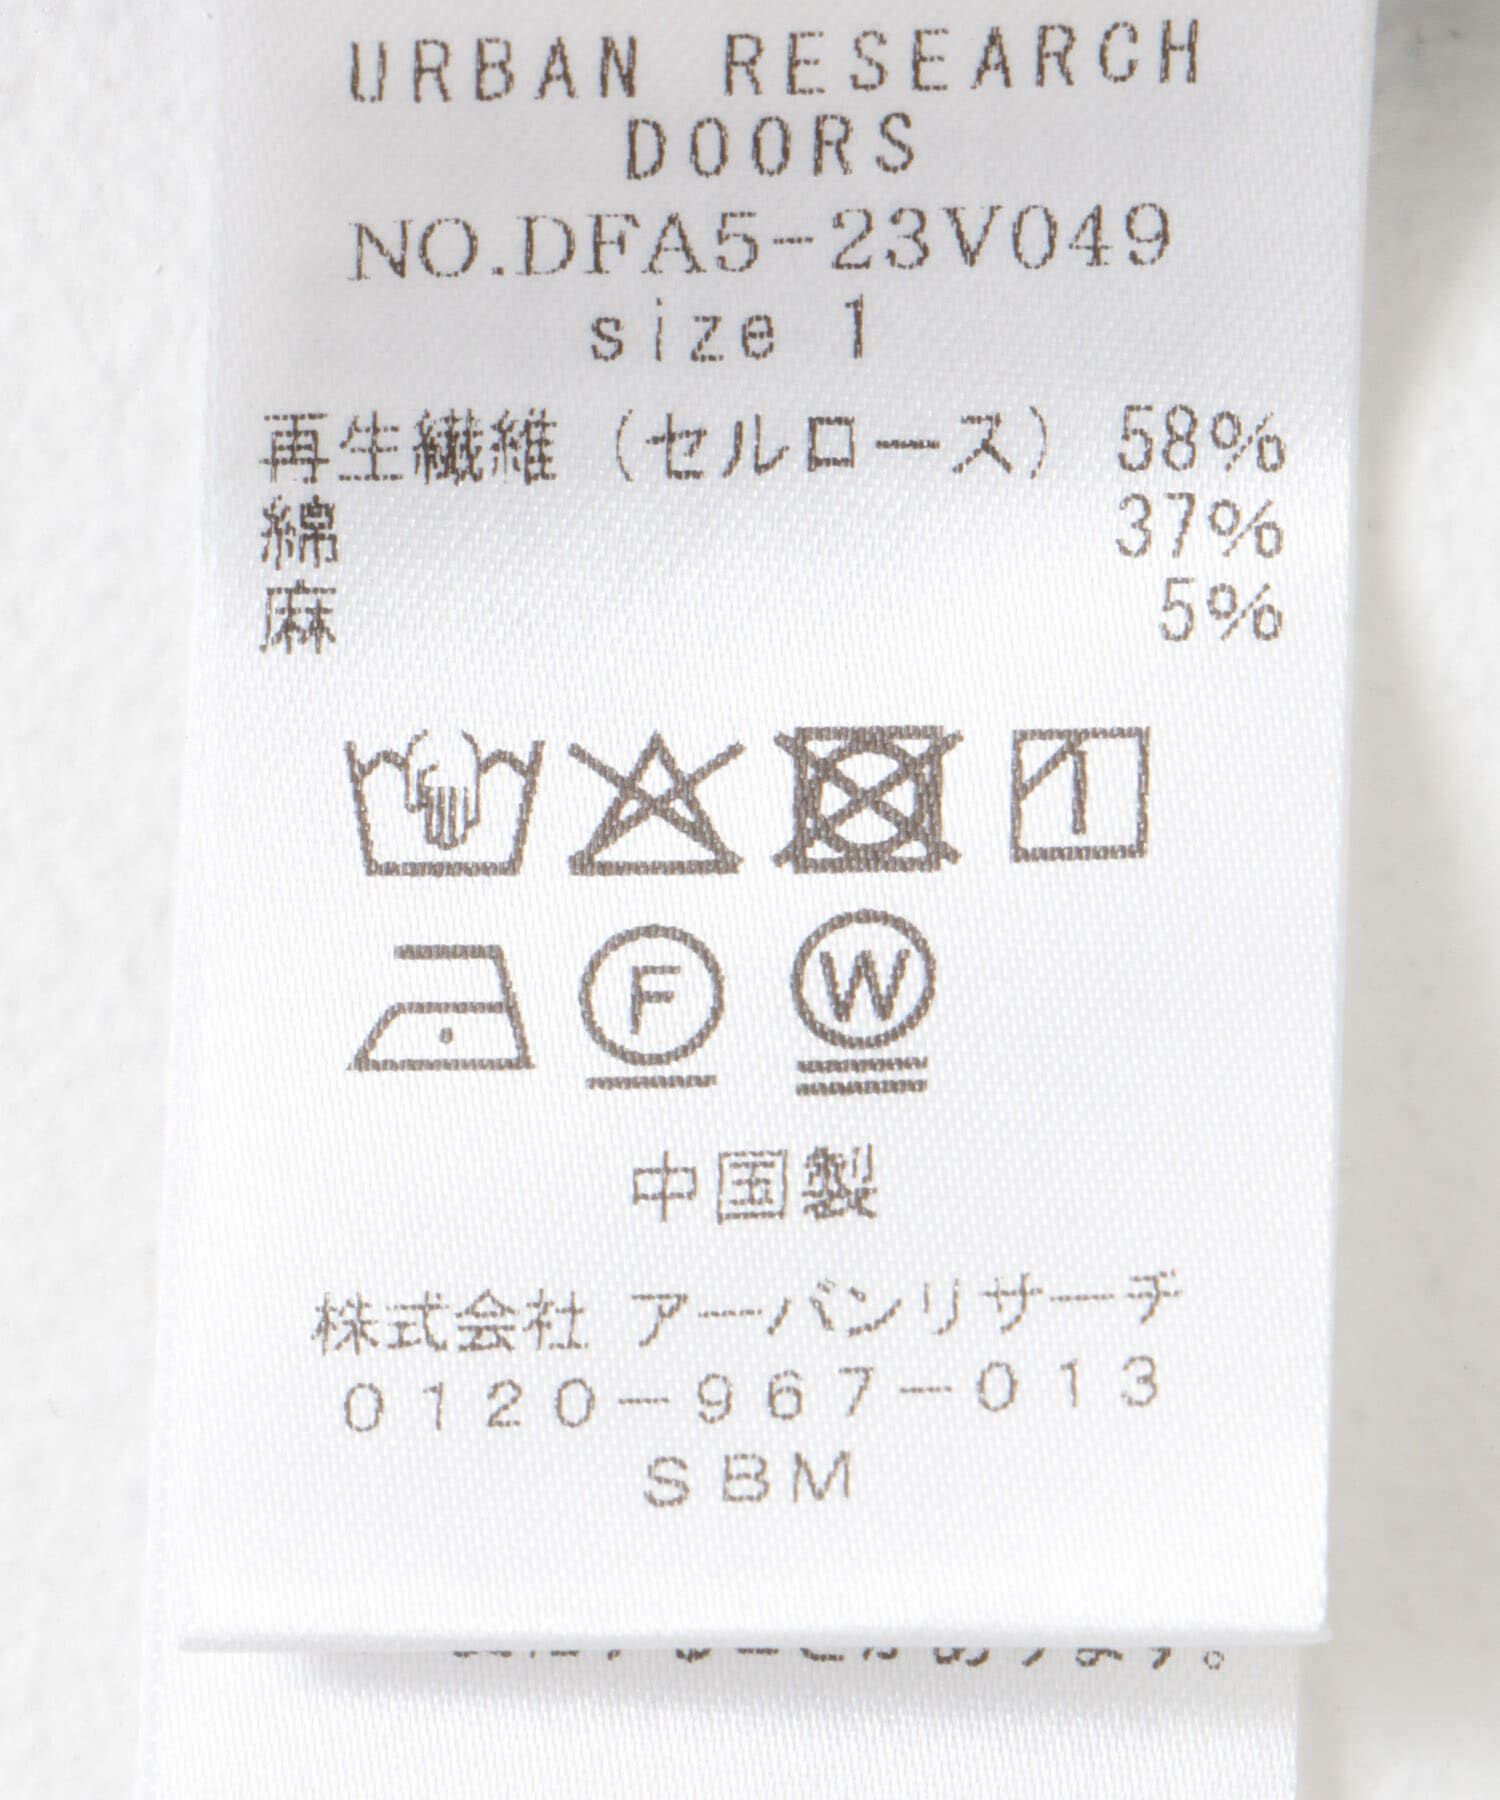 URBAN RESEARCH
DOORS
NO.DFA5-23V049
size 1
再生繊維（セルロース） 58%
綿 37%
麻 5%
F
W
中国製
株式会社 アーバンリサーチ
0120-967-013
SBM